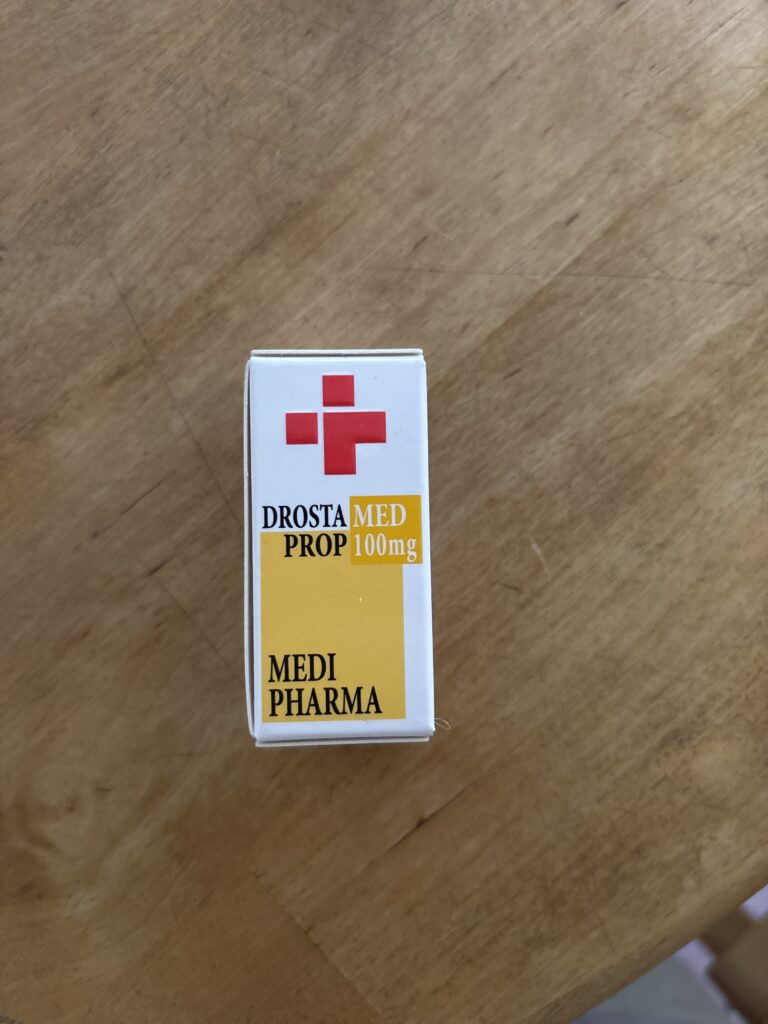 DROSTA MED
PROP 100mg
MEDI
PHARMA